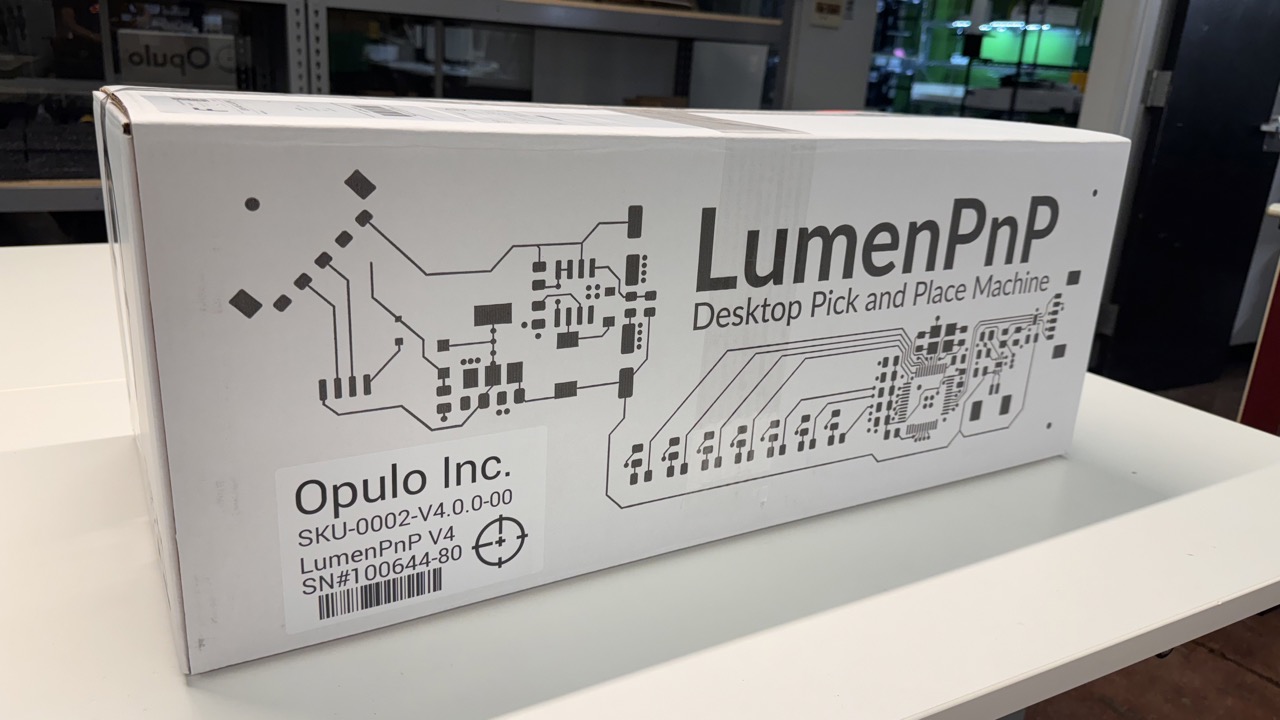 Opulo
LumenPnP
Desktop Pick and Place Machine
Opulo Inc.
SKU-0002-V4.0.0-00
LumenPnP V4
SN#100644-80